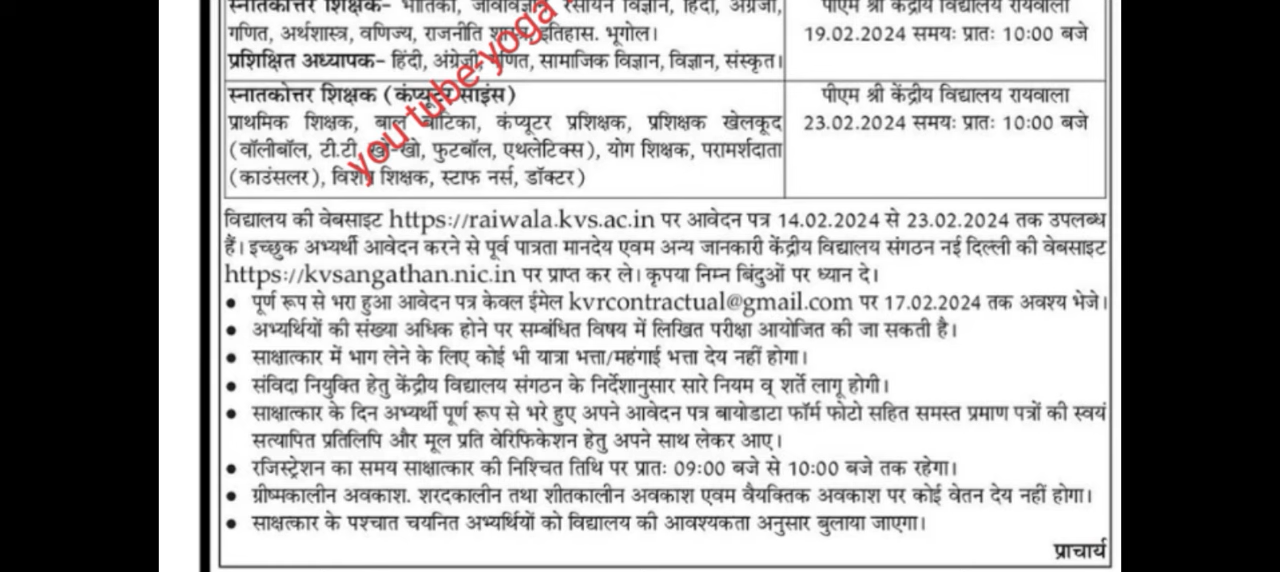 स्नातकोत्तर शिक्षक– भौतिकी, जीवविज्ञान, रसायन विज्ञान, हिंदी, अंग्रेजी,
गणित, अर्थशास्त्र, वणिज्य, राजनीति शास्त्र, इतिहास. भूगोल।
प्रशिक्षित अध्यापक– हिंदी, अंग्रेजी, गणित, सामाजिक विज्ञान, विज्ञान, संस्कृत।
पीएम श्री केंद्रीय विद्यालय रायवाला
19.02.2024 समयः प्रातः 10:00 बजे
स्नातकोत्तर शिक्षक (कंप्यूटर साइंस)
प्राथमिक शिक्षक, बाल वाटिका, कंप्यूटर प्रशिक्षक, प्रशिक्षक खेलकूद
(वॉलीबॉल, टी.टी, खो-खो, फुटबॉल, एथलेटिक्स), योग शिक्षक, परामर्शदाता
(काउंसलर), विशेष शिक्षक, स्टाफ नर्स, डॉक्टर)
पीएम श्री केंद्रीय विद्यालय रायवाला
23.02.2024 समयः प्रातः 10:00 बजे
you tube-yoga
विद्यालय की वेबसाइट https://raiwala.kvs.ac.in पर आवेदन पत्र 14.02.2024 से 23.02.2024 तक उपलब्ध
हैं। इच्छुक अभ्यर्थी आवेदन करने से पूर्व पात्रता मानदेय एवम अन्य जानकारी केंद्रीय विद्यालय संगठन नई दिल्ली की वेबसाइट
https://kvsangathan.nic.in पर प्राप्त कर ले। कृपया निम्न बिंदुओं पर ध्यान दे।
• पूर्ण रूप से भरा हुआ आवेदन पत्र केवल ईमेल kvrcontractual@gmail.com पर 17.02.2024 तक अवश्य भेजे।
• अभ्यर्थियों की संख्या अधिक होने पर सम्बंधित विषय में लिखित परीक्षा आयोजित की जा सकती है।
• साक्षात्कार में भाग लेने के लिए कोई भी यात्रा भत्ता/महंगाई भत्ता देय नहीं होगा।
• संविदा नियुक्ति हेतु केंद्रीय विद्यालय संगठन के निर्देशानुसार सारे नियम व् शर्ते लागू होगी।
• साक्षात्कार के दिन अभ्यर्थी पूर्ण रूप से भरे हुए अपने आवेदन पत्र बायोडाटा फॉर्म फोटो सहित समस्त प्रमाण पत्रों की स्वयं
सत्यापित प्रतिलिपि और मूल प्रति वेरिफिकेशन हेतु अपने साथ लेकर आए।
• रजिस्ट्रेशन का समय साक्षात्कार की निश्चित तिथि पर प्रातः 09:00 बजे से 10:00 बजे तक रहेगा।
• ग्रीष्मकालीन अवकाश. शरदकालीन तथा शीतकालीन अवकाश एवम वैयक्तिक अवकाश पर कोई वेतन देय नहीं होगा।
• साक्षत्कार के पश्चात चयनित अभ्यर्थियों को विद्यालय की आवश्यकता अनुसार बुलाया जाएगा।
प्राचार्य